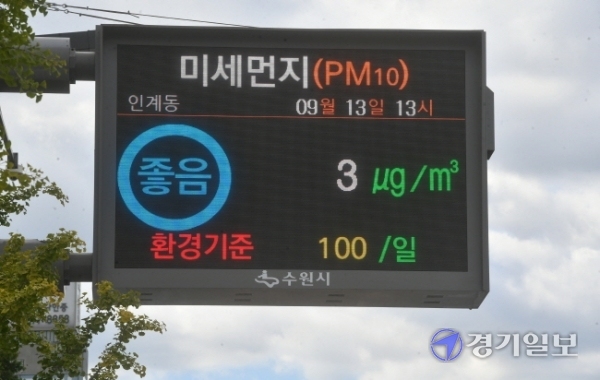 미세먼지(PM10)
인계동 09월 13일 13시
좋음 3 μg/m³
환경기준 100 /일
수원시
경기일보